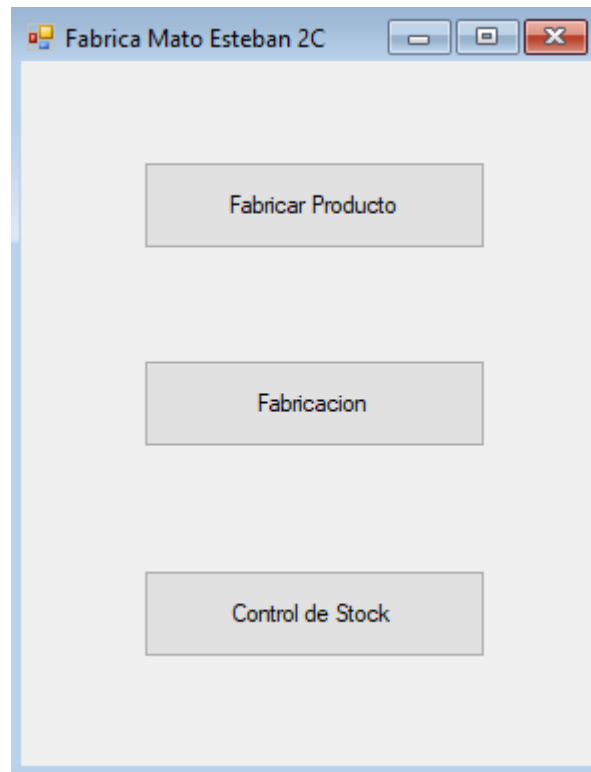 Fabrica Mato Esteban 2C
Fabricar Producto
Fabricacion
Control de Stock